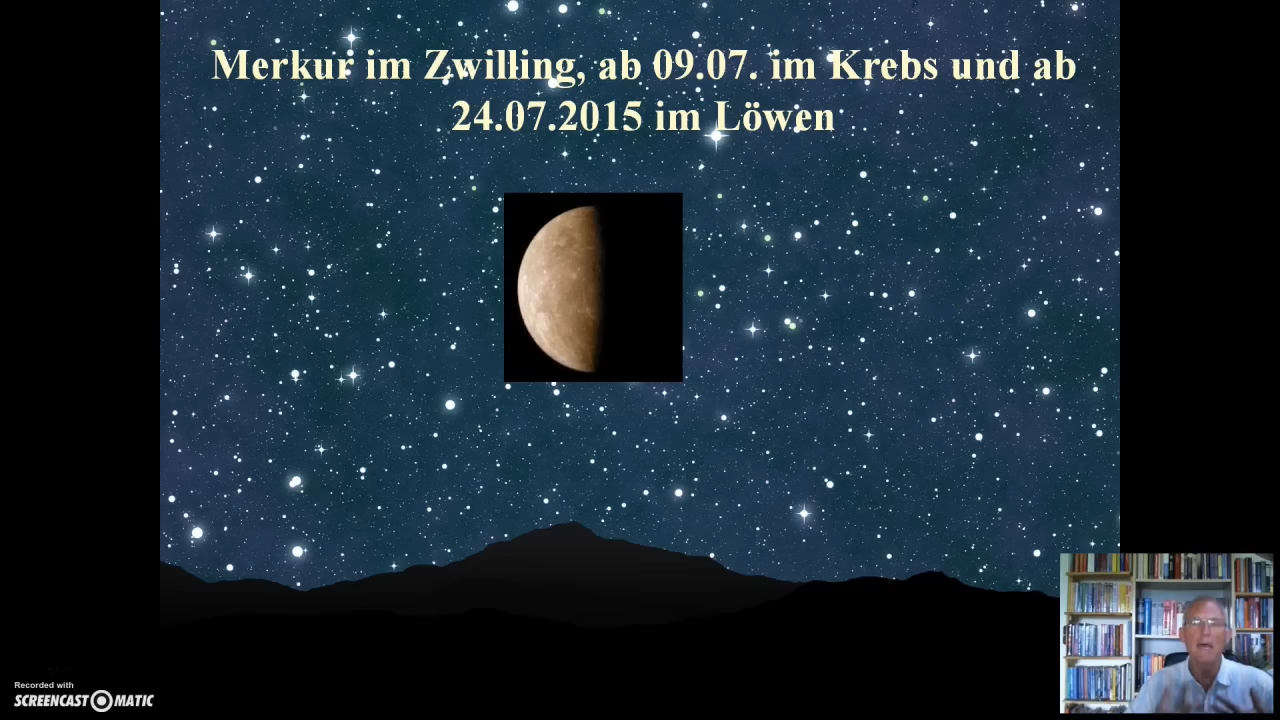 Merkur im Zwilling, ab 09.07. im Krebs und ab
24.07.2015 im Löwen
Recorded with
SCREENCAST O MATIC